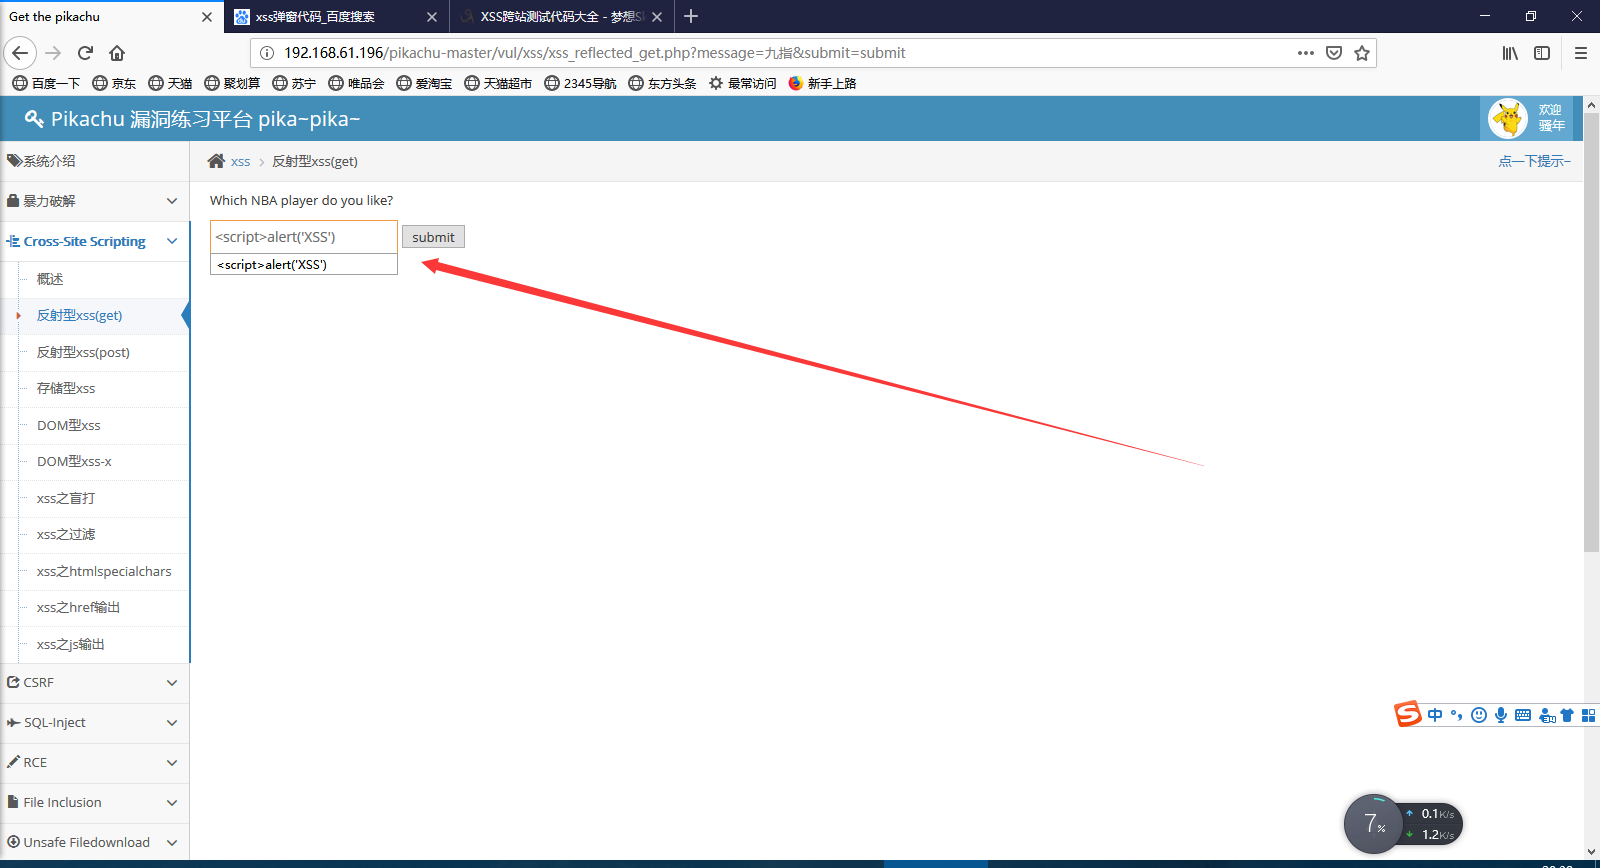 Get the pikachu
xss弹窗代码_百度搜索
XSS跨站测试代码大全 - 梦想S
192.168.61.196/pikachu-master/vul/xss/xss_reflected_get.php?message=九指&submit=submit
百度一下 京东 天猫 聚划算 苏宁 唯品会 爱淘宝 天猫超市 2345导航 东方头条 最常访问 新手上路
Pikachu 漏洞练习平台 pika~pika~
欢迎
骚年
系统介绍
xss 反射型xss(get)
点一下提示~
暴力破解
Which NBA player do you like?
<script>alert('XSS')
submit
<script>alert('XSS')
Cross-Site Scripting
概述
反射型xss(get)
反射型xss(post)
存储型xss
DOM型xss
DOM型xss-x
xss之盲打
xss之过滤
xss之htmlspecialchars
xss之href输出
xss之js输出
CSRF
SQL-Inject
RCE
File Inclusion
Unsafe Filedownload
S 中
7%
0.1K/s
1.2K/s